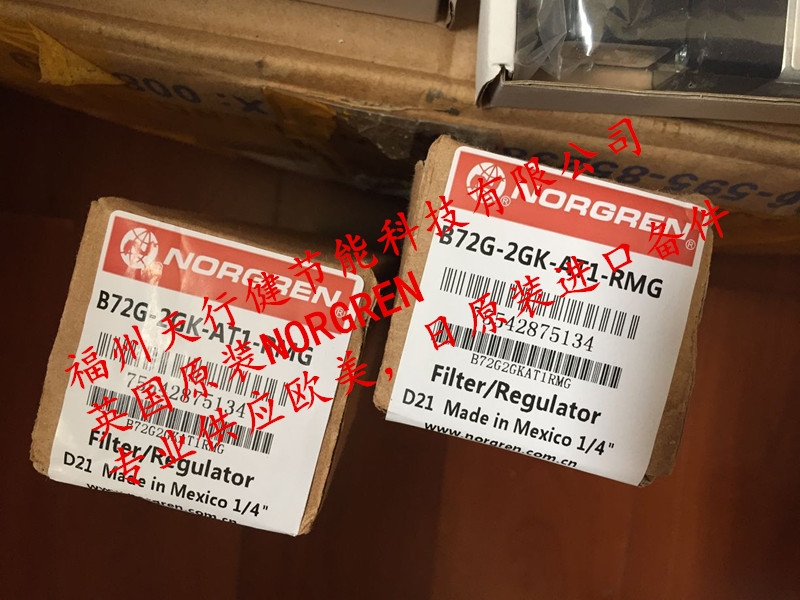 福州天行健节能科技有限公司
英国原装NORGREN
专业供应欧美，日原装进口备件
NORGREN®
B72G-2GK-AT1-RMG
B72G2GKAT1RMG
Filter/Regulator
D21 Made in Mexico 1/4"
NORGREN®
B72G-2GK-AT1-RMG
B72G2GKAT1RMG
Filter/Regulator
D21 Made in Mexico 1/4"
www.norgren.com.cn